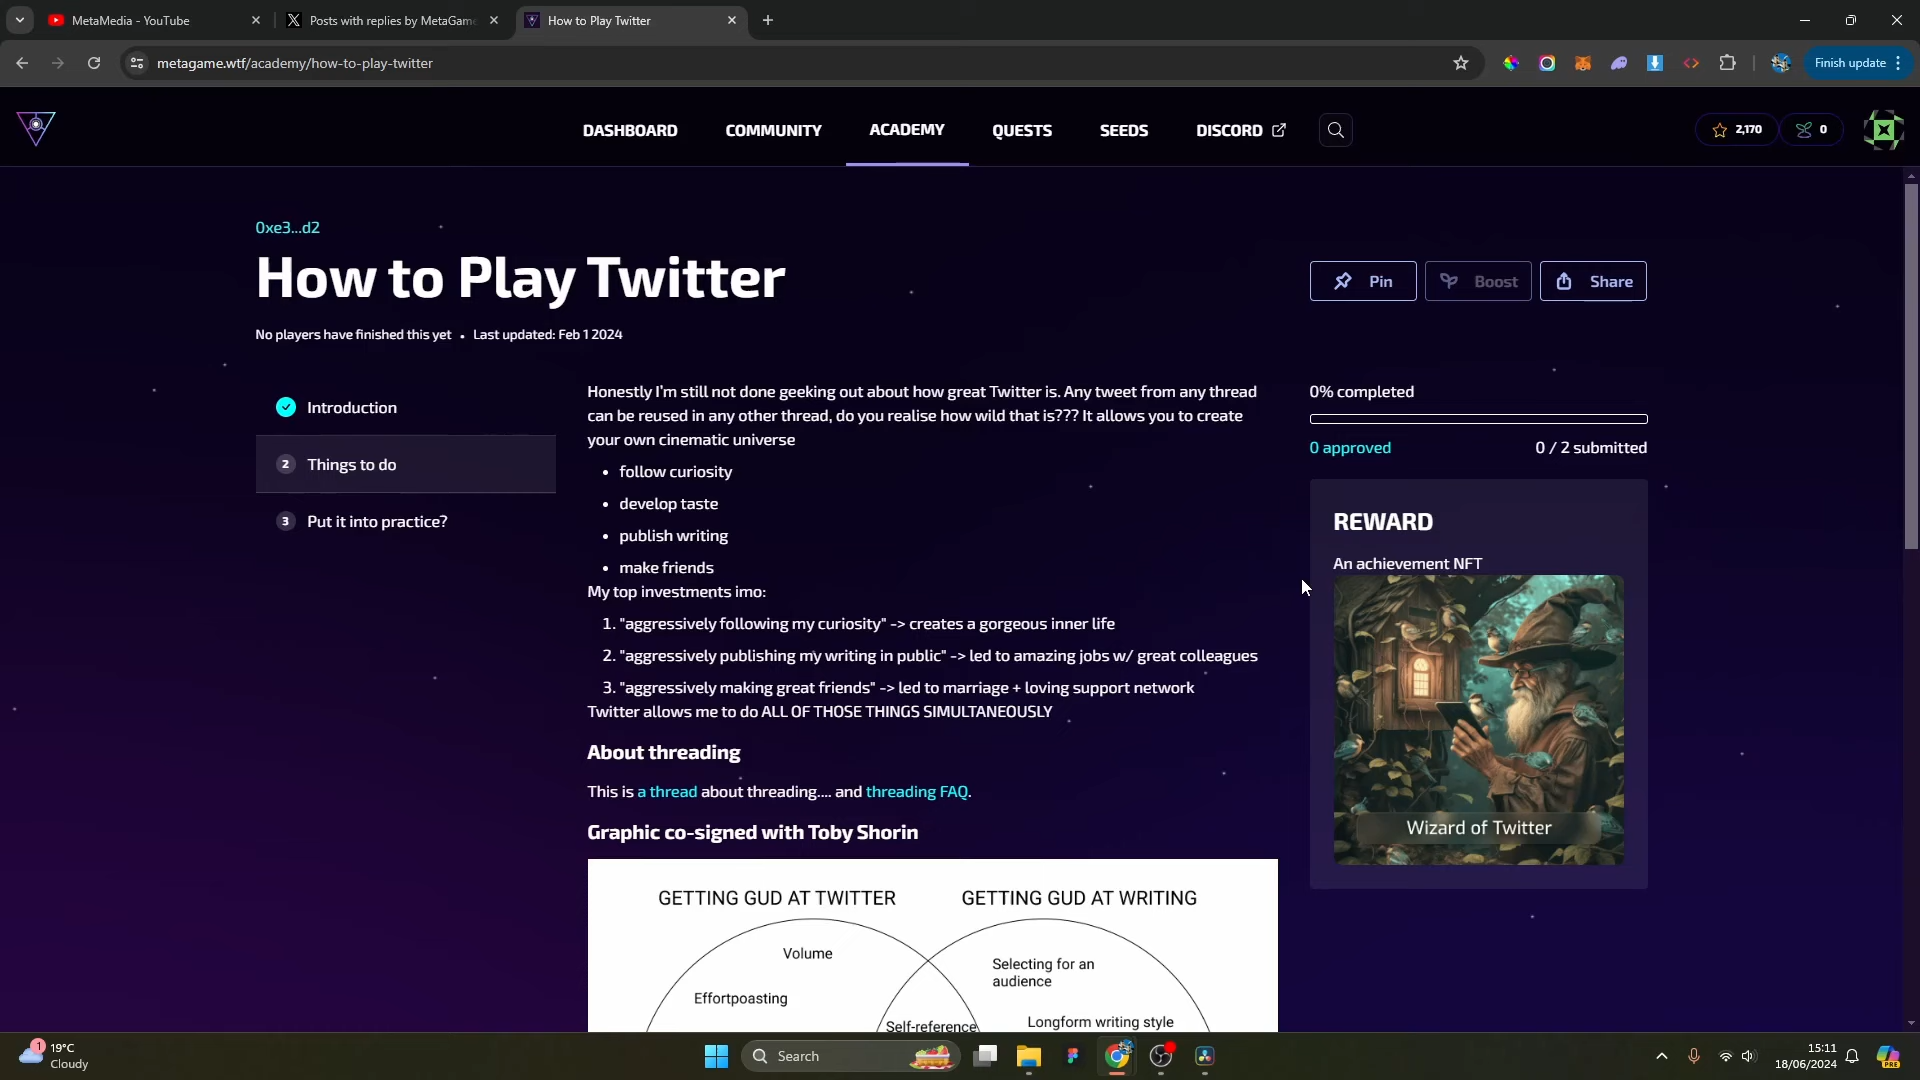 MetaMedia - YouTube
Posts with replies by MetaGame
How to Play Twitter
metagame.wtf/academy/how-to-play-twitter
Finish update
DASHBOARD
COMMUNITY
ACADEMY
QUESTS
SEEDS
DISCORD
2,170
0
0xe3...d2
How to Play Twitter
Pin
Boost
Share
No players have finished this yet • Last updated: Feb 1 2024
Introduction
2 Things to do
3 Put it into practice?
Honestly I'm still not done geeking out about how great Twitter is. Any tweet from any thread
can be reused in any other thread, do you realise how wild that is??? It allows you to create
your own cinematic universe
• follow curiosity
• develop taste
• publish writing
• make friends
My top investments imo:
1. "aggressively following my curiosity" -> creates a gorgeous inner life
2. "aggressively publishing my writing in public" -> led to amazing jobs w/ great colleagues
3. "aggressively making great friends" -> led to marriage + loving support network
Twitter allows me to do ALL OF THOSE THINGS SIMULTANEOUSLY
About threading
This is a thread about threading.... and threading FAQ.
Graphic co-signed with Toby Shorin
GETTING GUD AT TWITTER
GETTING GUD AT WRITING
Volume
Effortpoasting
Selecting for an
audience
Self-reference
Longform writing style
0% completed
0 approved
0 / 2 submitted
REWARD
An achievement NFT
Wizard of Twitter
1
19°C
Cloudy
Search
15:11
18/06/2024
PRE